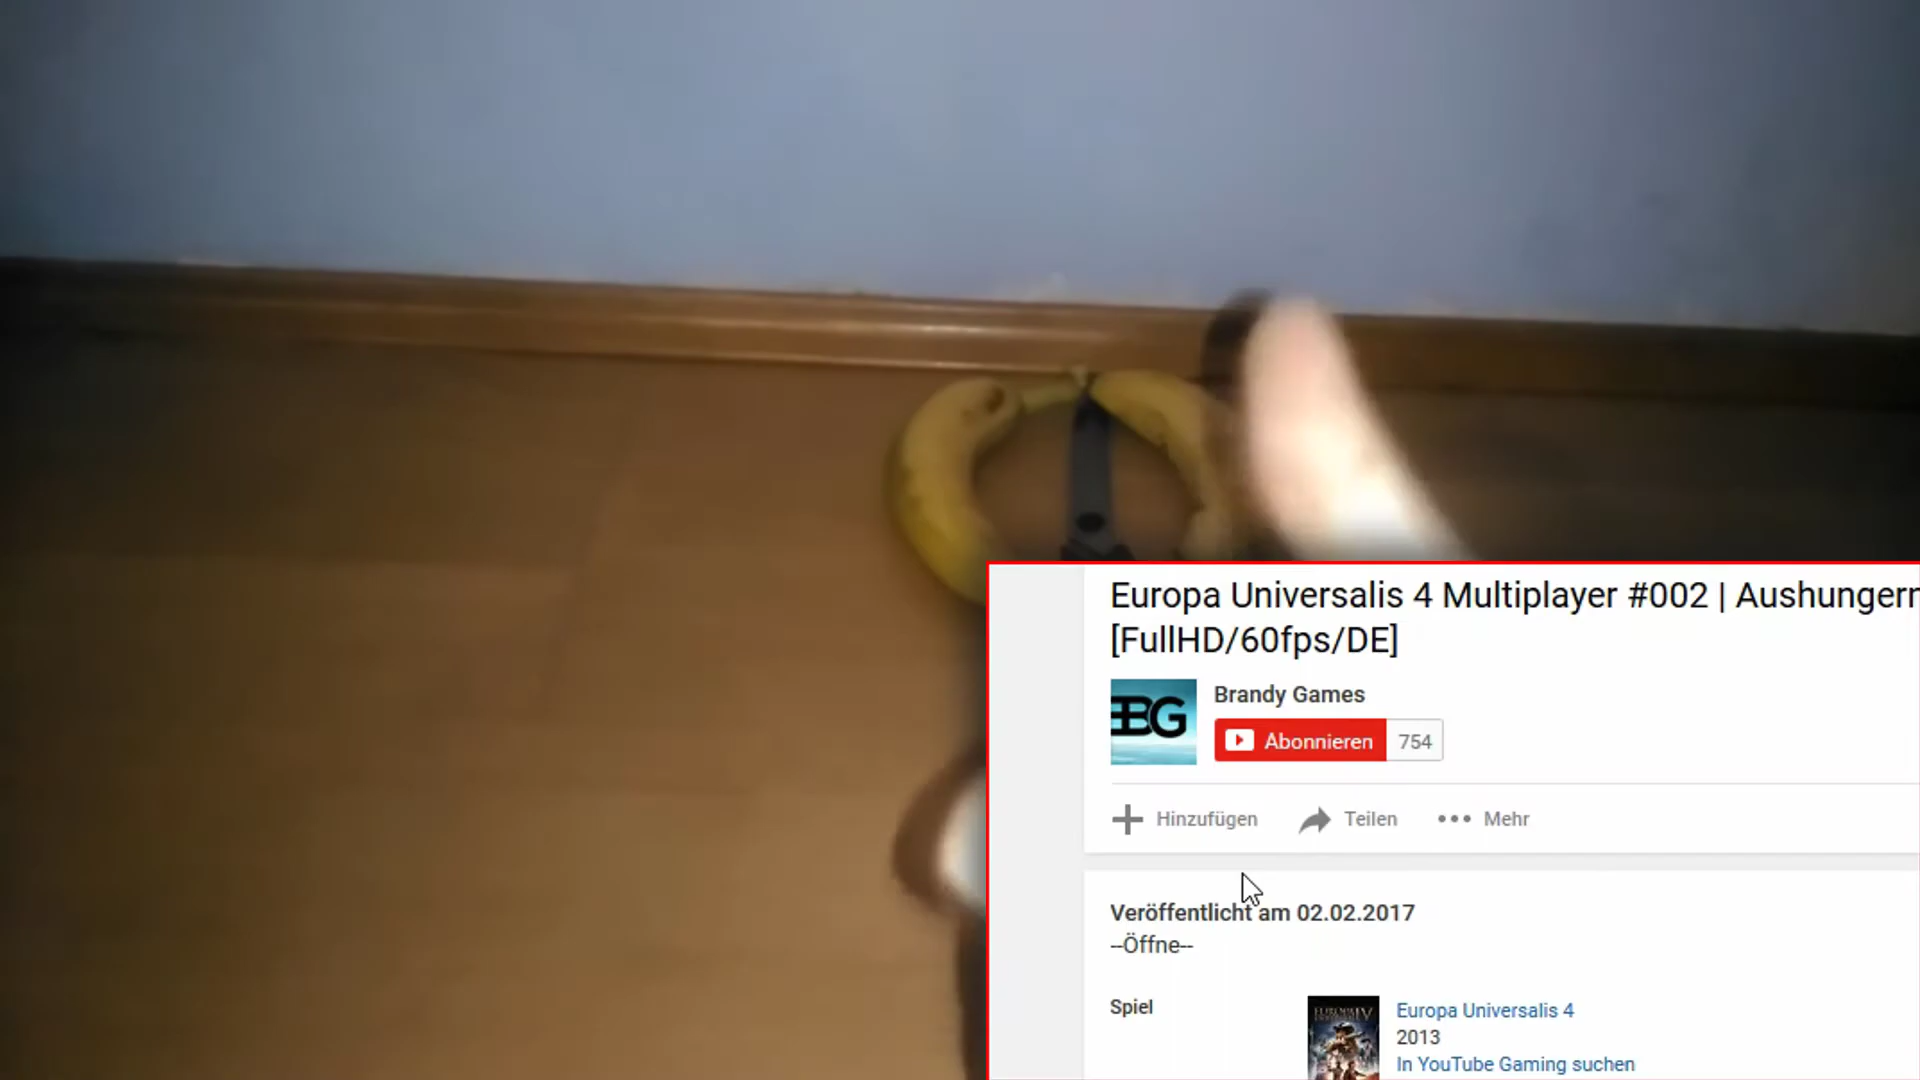 Europa Universalis 4 Multiplayer #002 | Aushungern
[FullHD/60fps/DE]
BG
Brandy Games
Abonnieren 754
Hinzufügen Teilen Mehr
Veröffentlicht am 02.02.2017
--Öffne--
Spiel
Europa Universalis 4
2013
In YouTube Gaming suchen